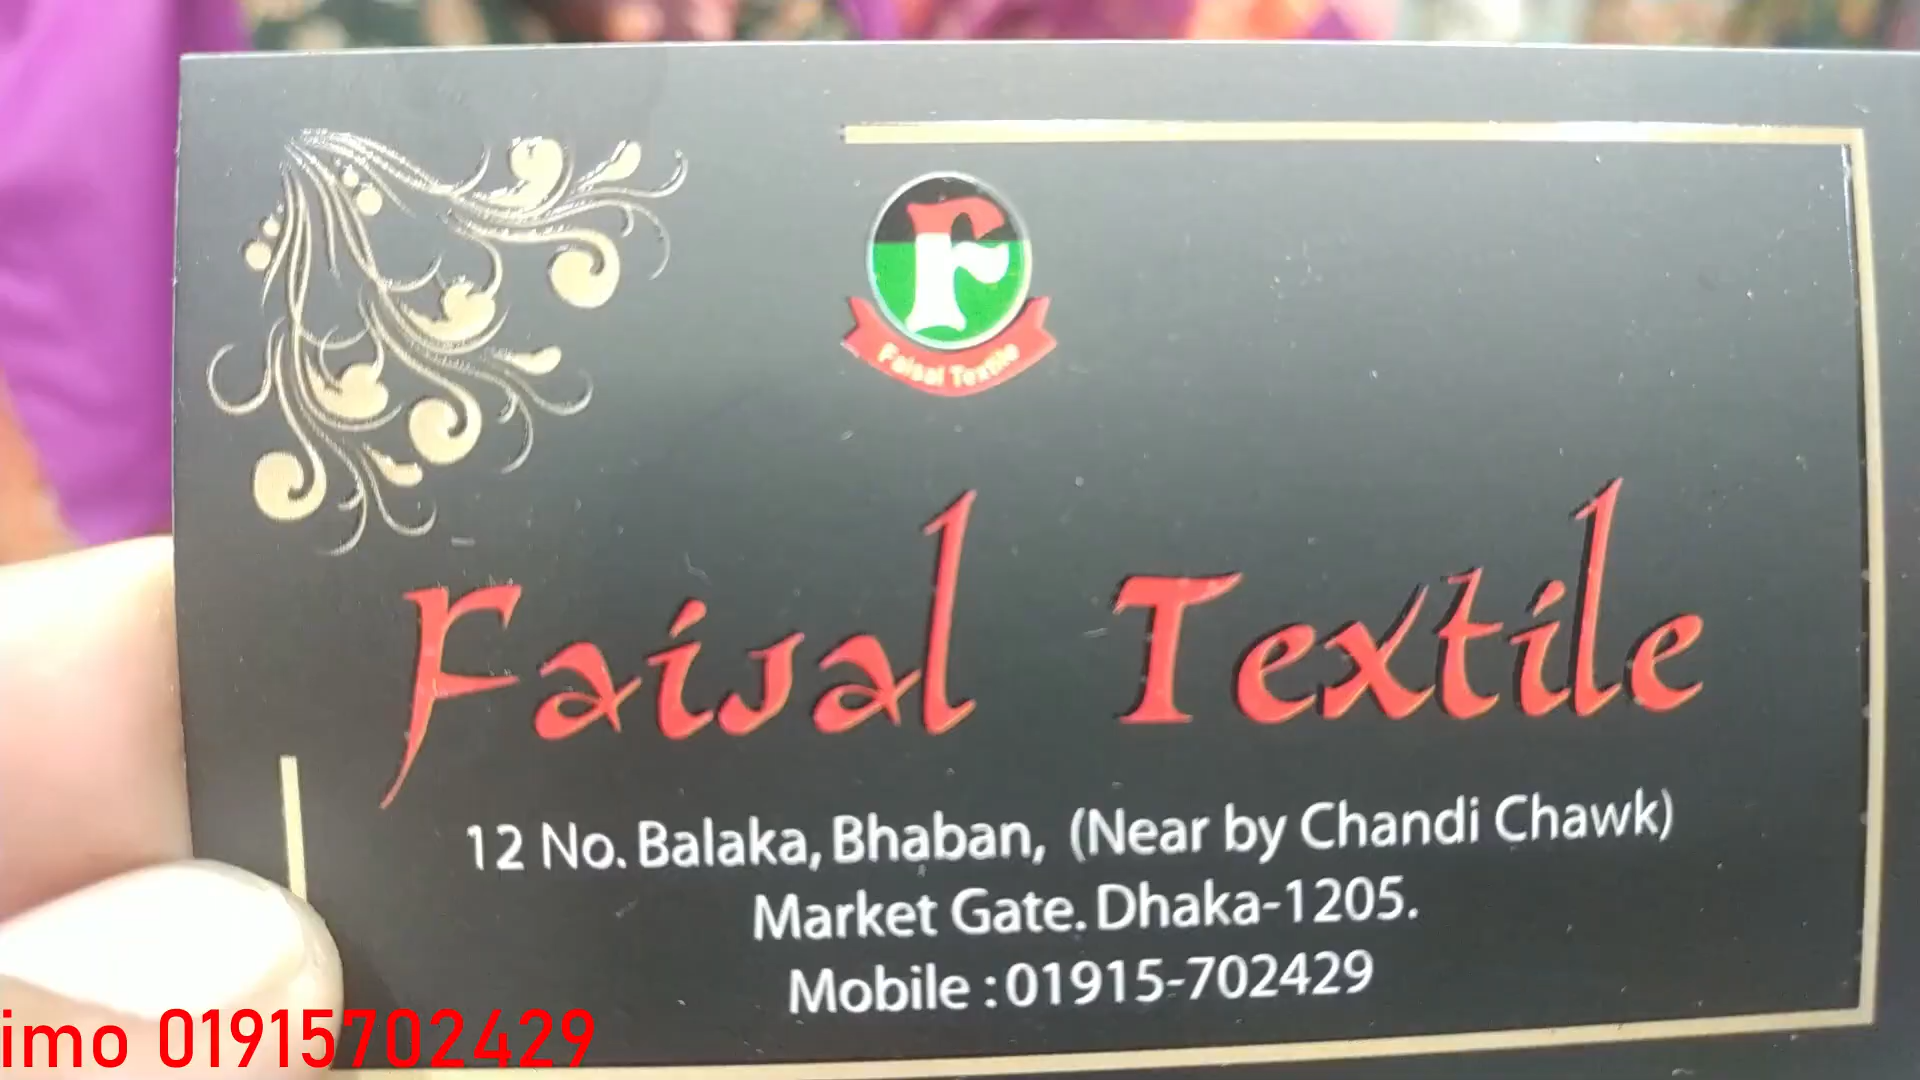 F
Faisal Textile
Faisal Textile
12 No. Balaka, Bhaban, (Near by Chandi Chawk)
Market Gate. Dhaka-1205.
Mobile : 01915-702429
imo 01915702429